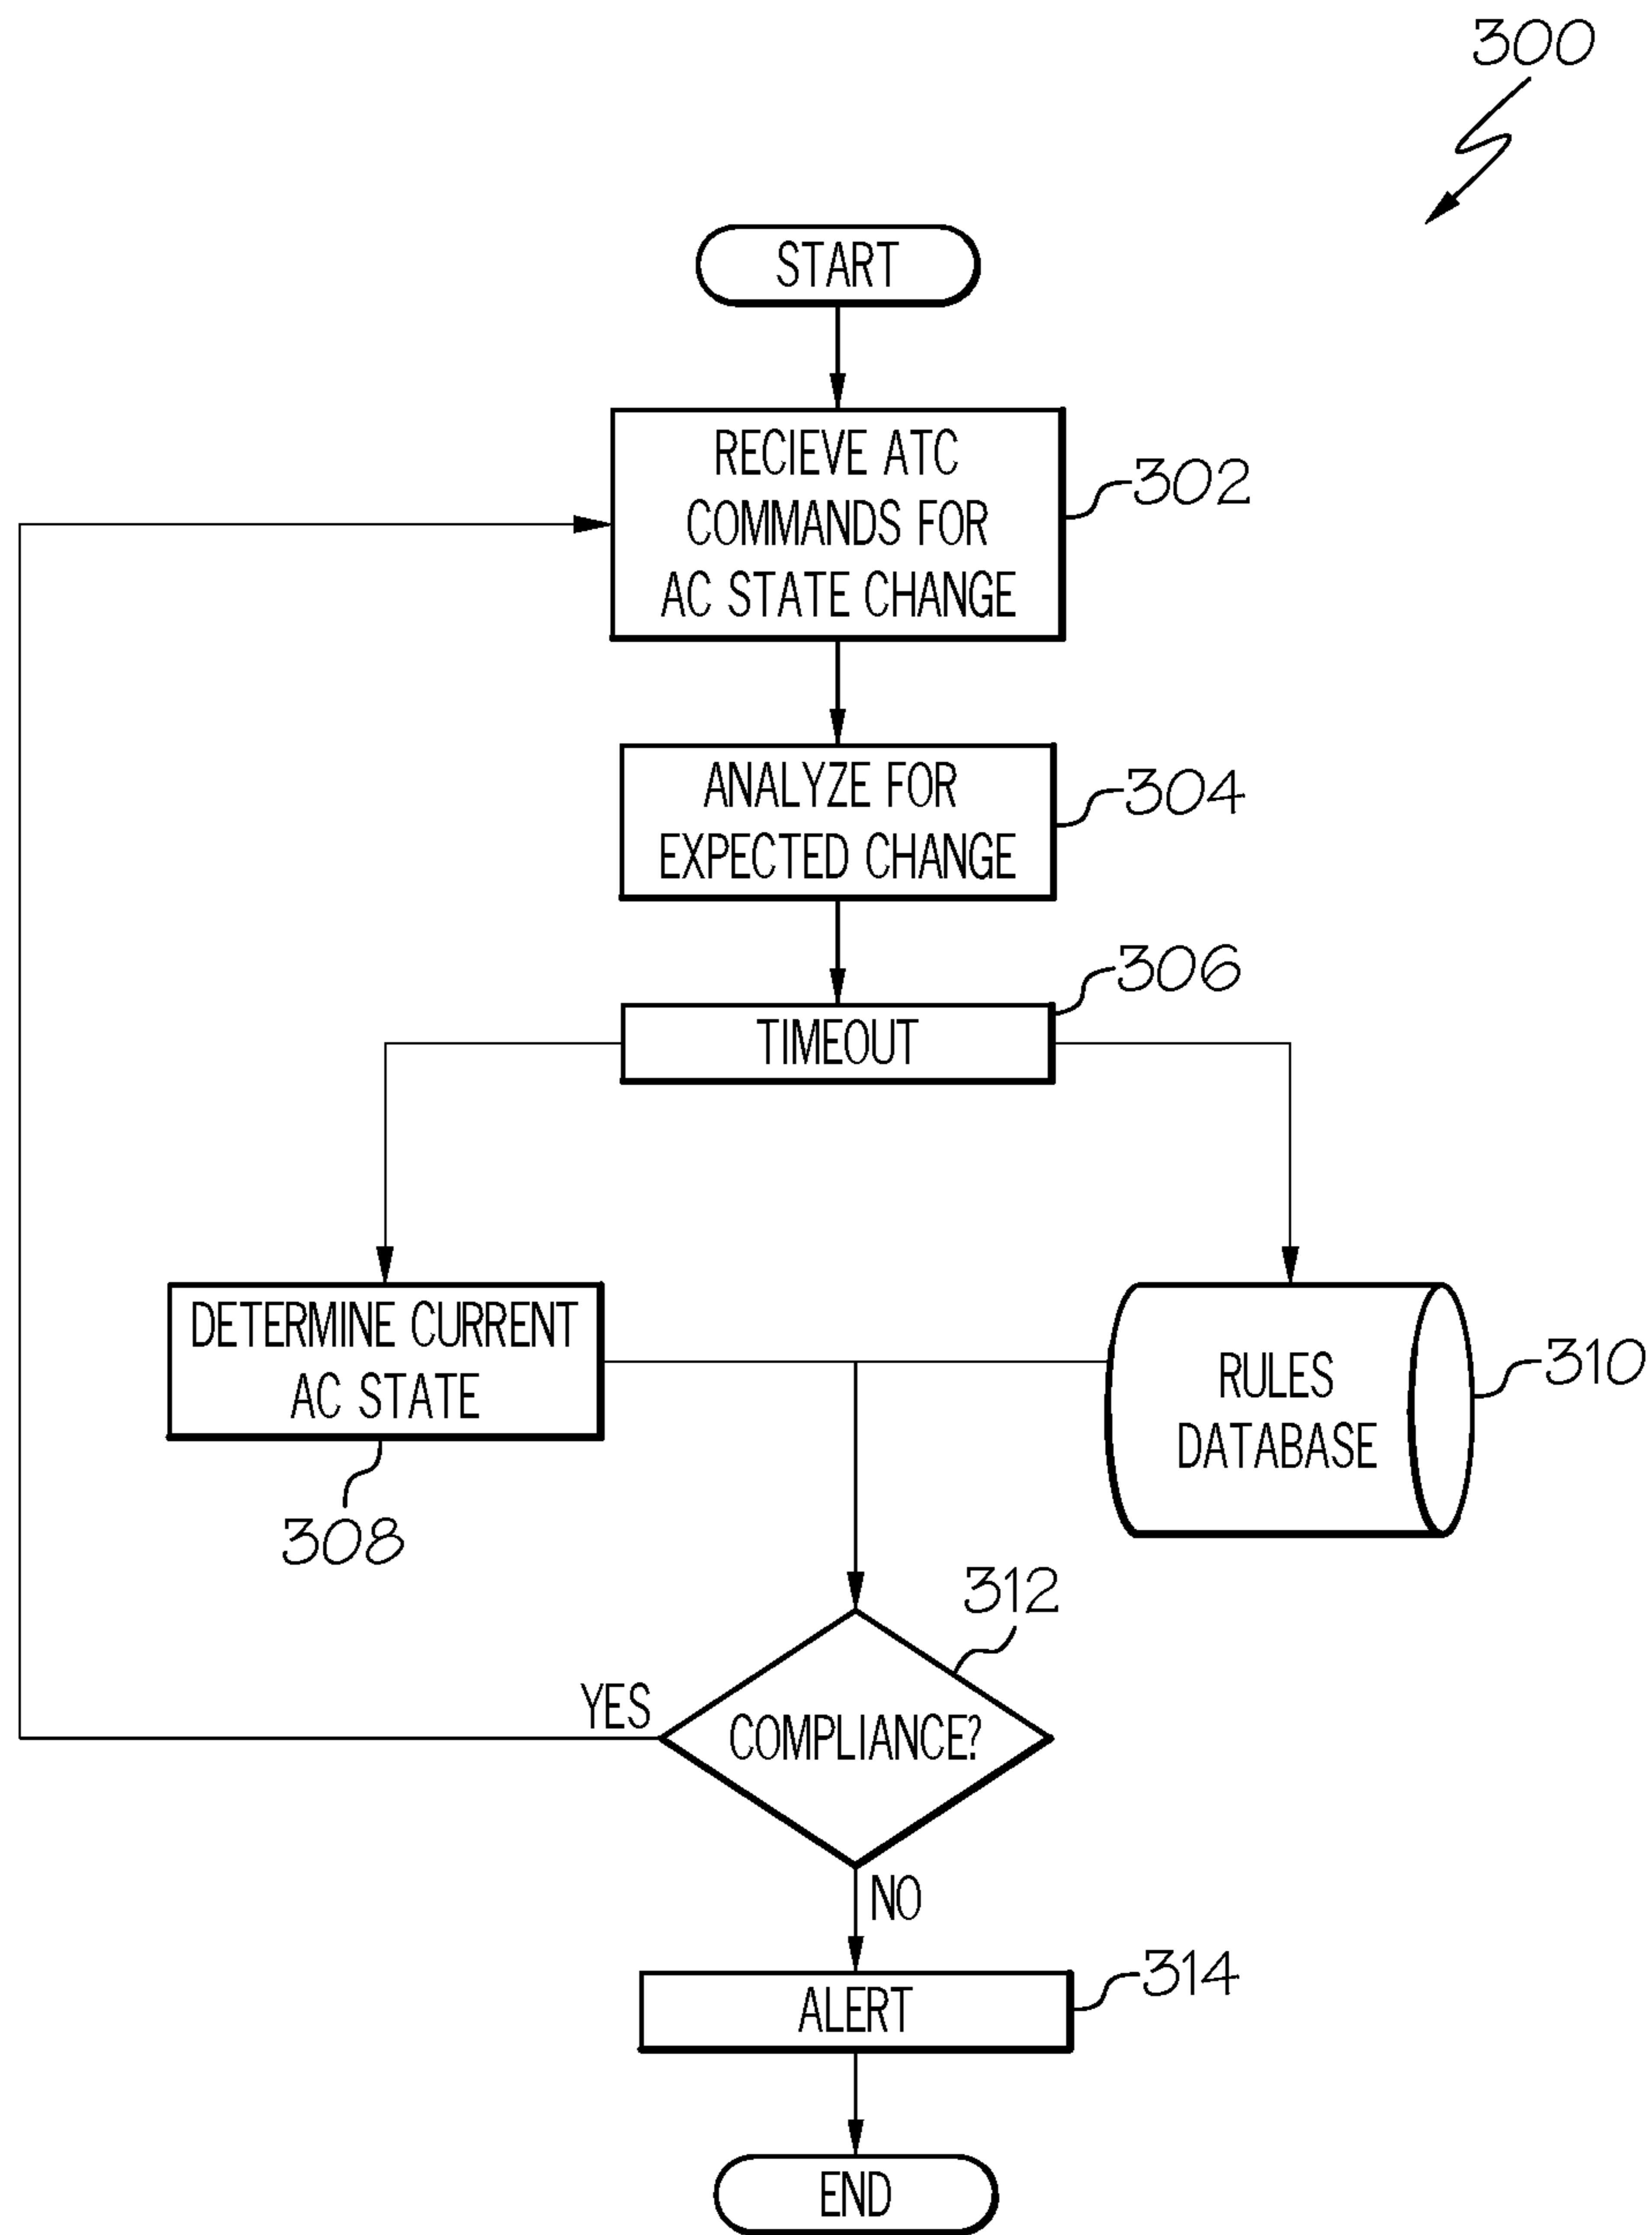 300
START
RECIEVE ATC
COMMANDS FOR
AC STATE CHANGE
302
ANALYZE FOR
EXPECTED CHANGE
304
306
TIMEOUT
DETERMINE CURRENT
AC STATE
308
RULES
DATABASE
310
312
YES
COMPLIANCE?
NO
314
ALERT
END